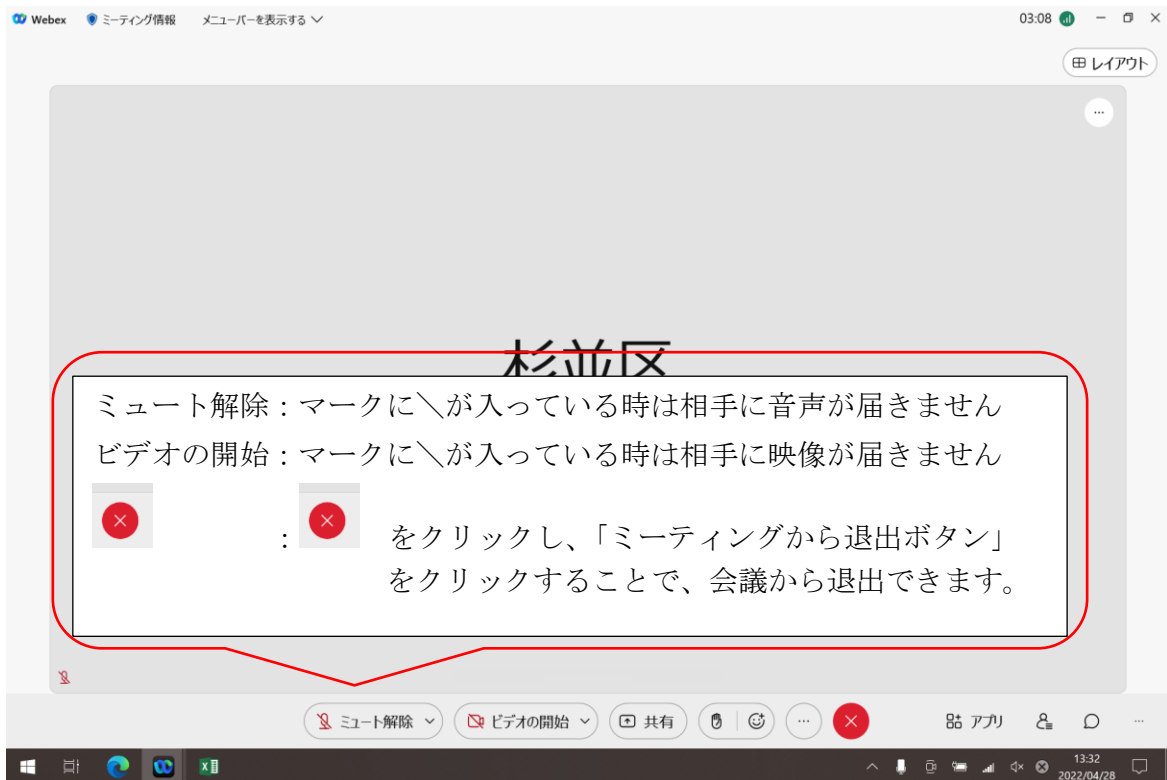 Webex ミーティング情報 メニューバーを表示する 03:08
レイアウト
杉並区
ミュート解除：マークに＼が入っている時は相手に音声が届きません
ビデオの開始：マークに＼が入っている時は相手に映像が届きません
： をクリックし、「ミーティングから退出ボタン」
をクリックすることで、会議から退出できます。
ミュート解除 ビデオの開始 共有 アプリ
13:32
2022/04/28